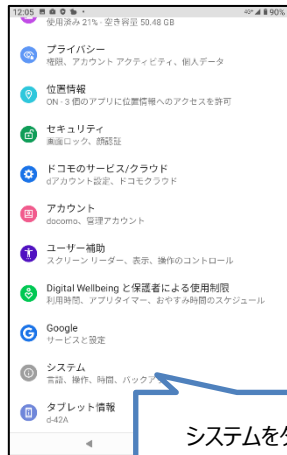 12:05
90%
使用済み 21% - 空き容量 50.48 GB
プライバシー
権限、アカウント アクティビティ、個人データ
位置情報
ON - 3 個のアプリに位置情報へのアクセスを許可
セキュリティ
画面ロック、顔認証
ドコモのサービス/クラウド
dアカウント設定、ドコモクラウド
アカウント
docomo、管理アカウント
ユーザー補助
スクリーン リーダー、表示、操作のコントロール
Digital Wellbeing と保護者による使用制限
利用時間、アプリタイマー、おやすみ時間のスケジュール
Google
サービスと設定
システム
言語、操作、時間、バックア
タブレット情報
d-42A
システムを